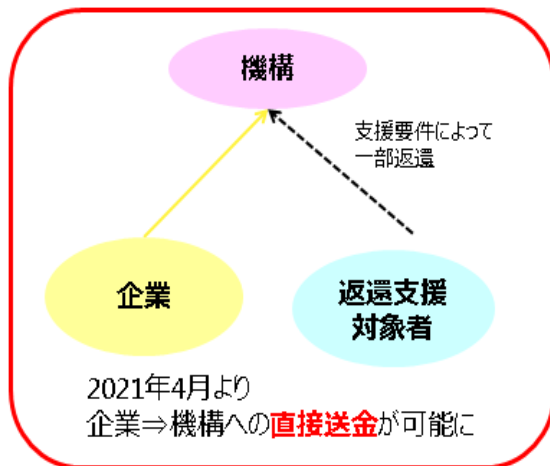 機構
支援要件によって
一部返還
企業
返還支援
対象者
2021年4月より
企業⇒機構への直接送金が可能に